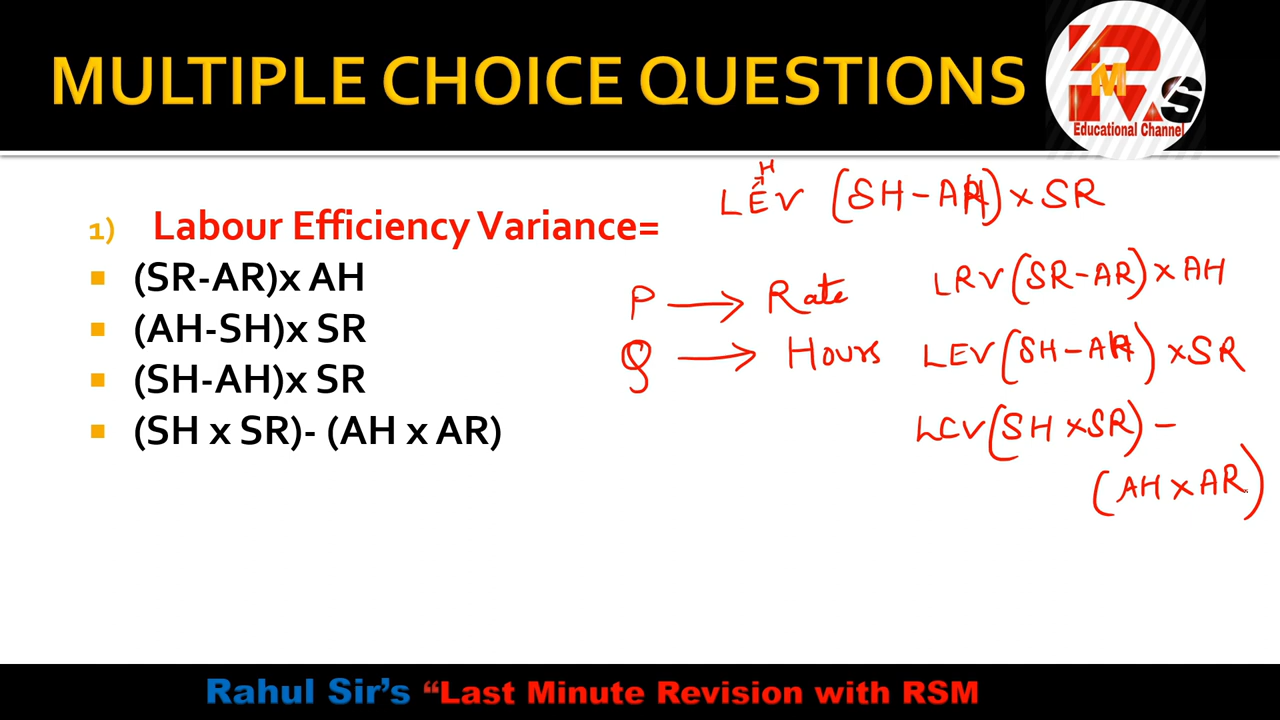 MULTIPLE CHOICE QUESTIONS
RMS
Educational Channel
1) Labour Efficiency Variance=
(SR-AR)x AH
(AH-SH)x SR
(SH-AH)x SR
(SH x SR)- (AH x AR)
H
LEV (SH-AH) x SR
P → Rate
Q → Hours
LRV (SR-AR) x AH
LEV (SH-AH) x SR
LCV (SH x SR) -
(AH x AR)
Rahul Sir's "Last Minute Revision with RSM